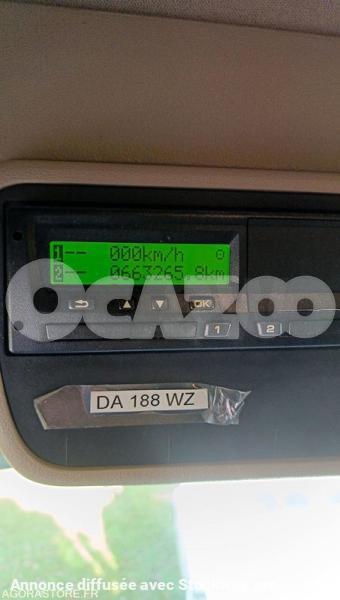 1 -- 000km/h
2 -- 0663265.8km
OCAZOO
OK
1 2
DA 188 WZ
Annonce diffusée avec
AGORASTORE.FR